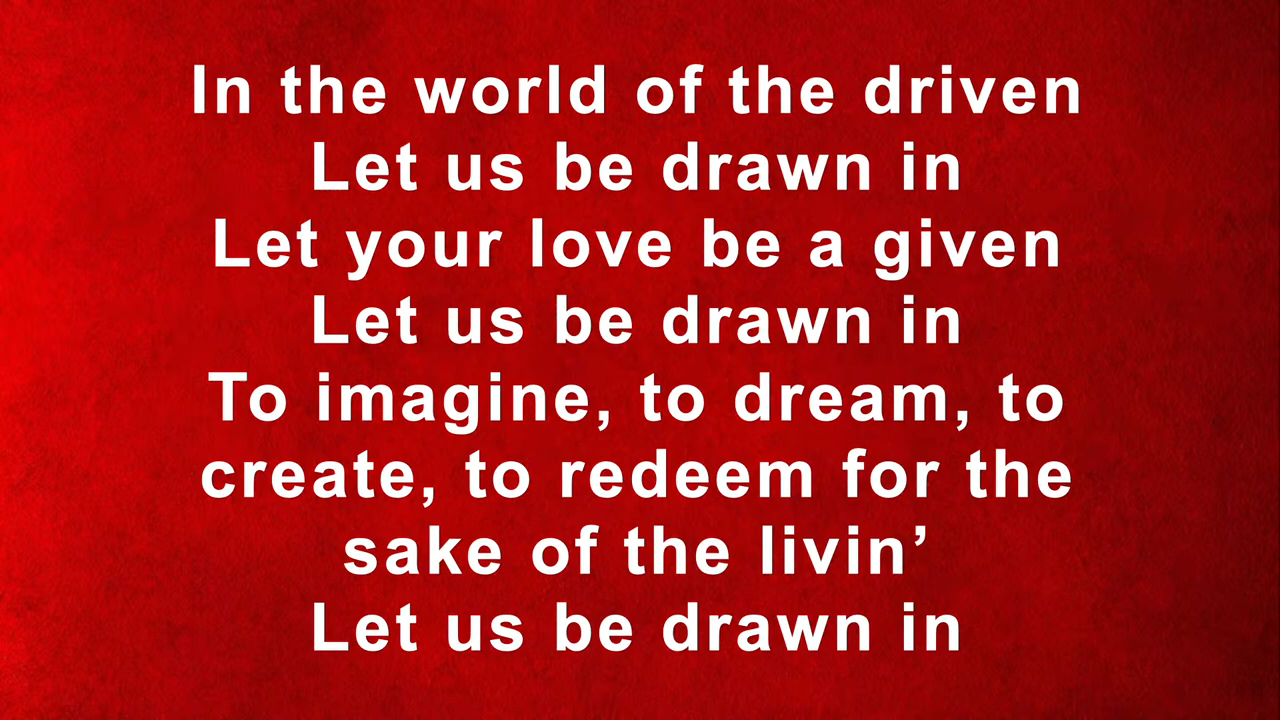 In the world of the driven
Let us be drawn in
Let your love be a given
Let us be drawn in
To imagine, to dream, to
create, to redeem for the
sake of the livin’
Let us be drawn in